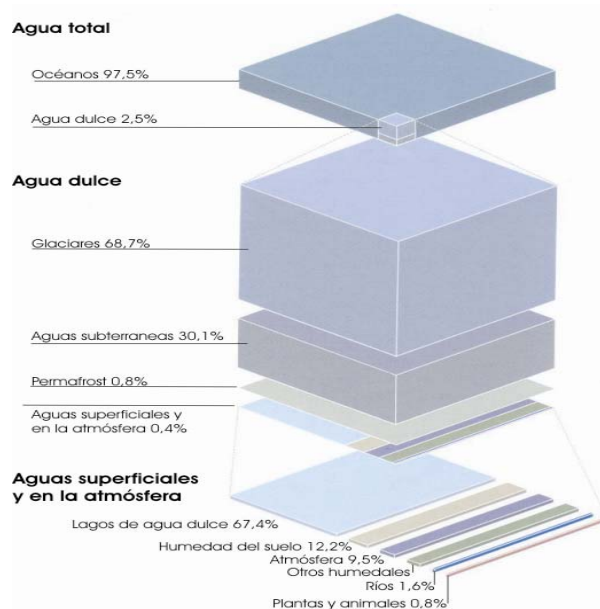 Agua total
Océanos 97,5%
Agua dulce 2,5%
Agua dulce
Glaciares 68,7%
Aguas subterraneas 30,1%
Permafrost 0,8%
Aguas superficiales y
en la atmósfera 0,4%
Aguas superficiales
y en la atmósfera
Lagos de agua dulce 67,4%
Humedad del suelo 12,2%
Atmósfera 9,5%
Otros humedales
Ríos 1,6%
Plantas y animales 0,8%